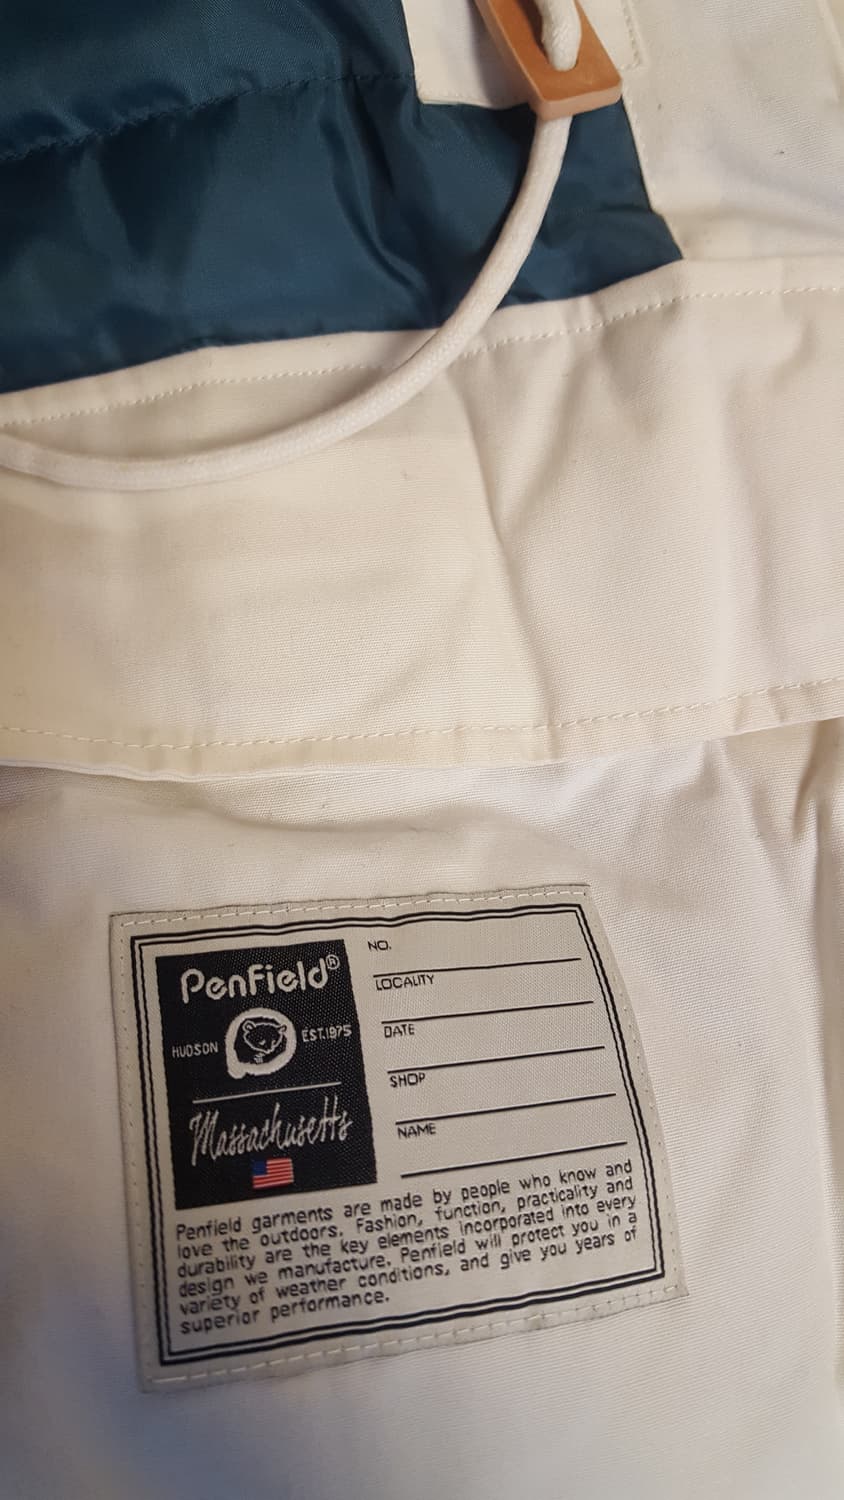 Penfield®
HUDSON EST.1975
Massachusetts
NO.
LOCALITY
DATE
SHOP
NAME
Penfield garments are made by people who know and
love the outdoors. Fashion, function, practicality and
durability are the key elements incorporated into every
design we manufacture. Penfield will protect you in a
variety of weather conditions, and give you years of
superior performance.